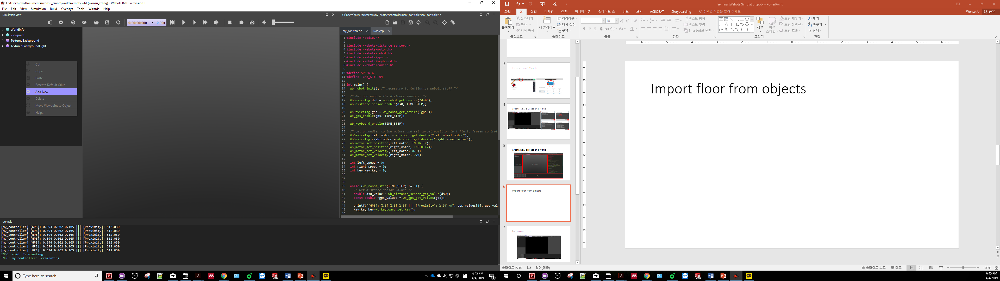 C:\Users\jow\Documents\wonsu_zzang\worlds\empty.wbt (wonsu_zzang) - Webots R2019a revision 1
File Edit View Simulation Build Overlays Tools Wizards Help
Simulation View
0:00:00:000 - 0.00x
WorldInfo
Viewpoint
TexturedBackground
TexturedBackgroundLight
Cut
Copy
Paste
Reset to Default Value
Add New
Delete
Move Viewpoint to Object
Help...
C:\Users\jow\Documents\my_project\controllers\my_controller\my_controller.c
my_controller.c Ros.cpp
1 #include <stdio.h>
2
3 #include <webots/distance_sensor.h>
4 #include <webots/motor.h>
5 #include <webots/robot.h>
6 #include <webots/gps.h>
7 #include <webots/keyboard.h>
8 #include <webots/camera.h>
9
10 #define SPEED 6
11 #define TIME_STEP 64
12
13 int main() {
14 wb_robot_init(); /* necessary to initialize webots stuff */
15
16 /* Get and enable the distance sensors. */
17 WbDeviceTag ds0 = wb_robot_get_device("ds0");
18 wb_distance_sensor_enable(ds0, TIME_STEP);
19
20 WbDeviceTag gps = wb_robot_get_device("gps");
21 wb_gps_enable(gps, TIME_STEP);
22
23 wb_keyboard_enable(TIME_STEP);
24
25 /* get a handler to the motors and set target position to infinity (speed control
26 WbDeviceTag left_motor = wb_robot_get_device("left wheel motor");
27 WbDeviceTag right_motor = wb_robot_get_device("right wheel motor");
28 wb_motor_set_position(left_motor, INFINITY);
29 wb_motor_set_position(right_motor, INFINITY);
30 wb_motor_set_velocity(left_motor, 0.0);
31 wb_motor_set_velocity(right_motor, 0.0);
32
33 int left_speed = 0;
34 int right_speed = 0;
35 int key_key_key = 0;
36
37
38
39 while (wb_robot_step(TIME_STEP) != -1) {
40 /* Get distance sensor values */
41 double ds0_value = wb_distance_sensor_get_value(ds0);
42 const double *gps_values = wb_gps_get_values(gps);
43
44 printf("[GPS]: %.3f %.3f %.3f ||| [Proximity]: %.3f \n", gps_values[0], gps_val
45 key_key_key=wb_keyboard_get_key();
46
Console
[my_controller] [GPS]: 0.394 0.002 0.105 ||| [Proximity]: 512.030
[my_controller] [GPS]: 0.394 0.002 0.105 ||| [Proximity]: 512.030
[my_controller] [GPS]: 0.394 0.002 0.105 ||| [Proximity]: 512.030
[my_controller] [GPS]: 0.394 0.002 0.105 ||| [Proximity]: 512.030
[my_controller] [GPS]: 0.394 0.002 0.105 ||| [Proximity]: 512.030
[my_controller] [GPS]: 0.394 0.002 0.105 ||| [Proximity]: 512.030
[my_controller] [GPS]: 0.394 0.002 0.105 ||| [Proximity]: 512.030
INFO: void: Terminating.
INFO: my_controller: Terminating.
Type here to search
6:45 PM
4/4/2019
[seminar]Webots Simulation.pptx - PowerPoint
파일 홈 삽입 디자인 전환 애니메이션 슬라이드 쇼 검토 보기 ACROBAT Storyboarding 수행할 작업을 알려 주세요. Wonse Jo 공유
붙여넣기 잘라내기 복사 서식 복사
클립보드
새 슬라이드 레이아웃 다시 설정 구역
슬라이드
18
글꼴
텍스트 방향
텍스트 맞춤
SmartArt로 변환
단락
정렬 빠른 스타일
도형 채우기
도형 윤곽선
도형 효과
그리기
찾기
바꾸기
선택
편집
3
4
5
Create new project and world
6
Import floor from objects
7
Import floor from objects
슬라이드 6/10 영어(미국)
슬라이드 노트 메모 100%
6:45 PM
4/4/2019